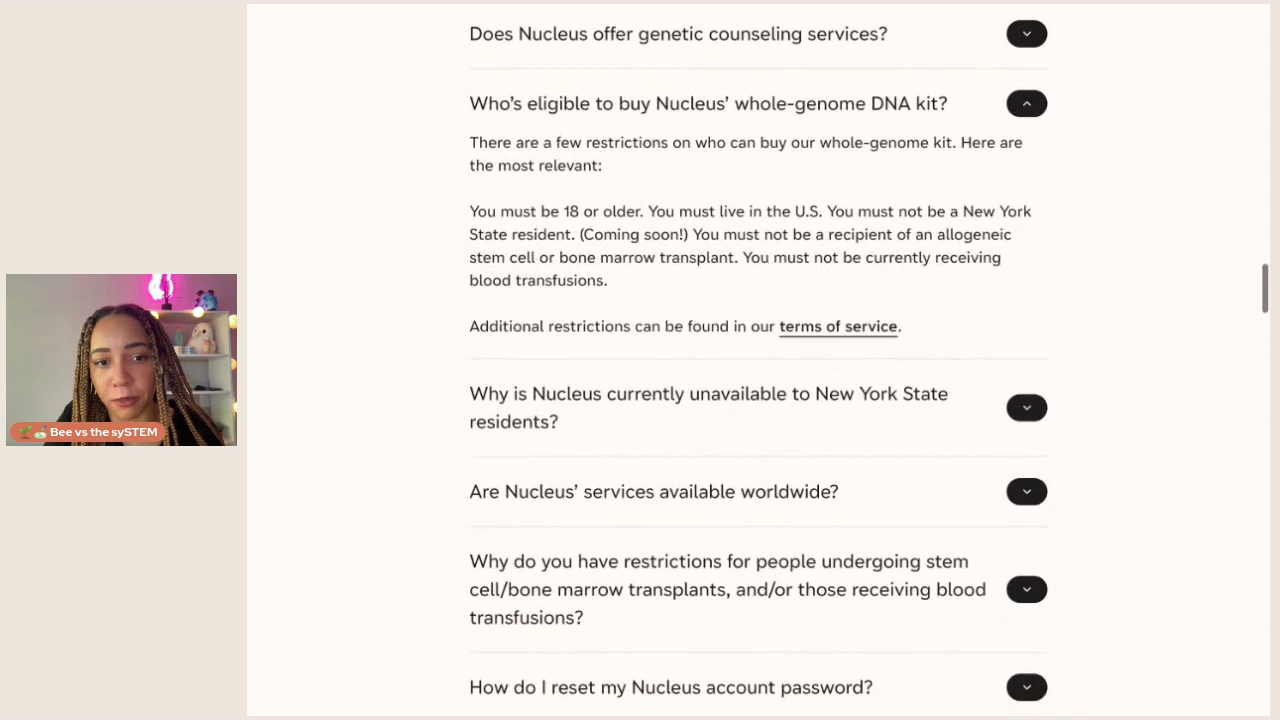 Does Nucleus offer genetic counseling services?
Who's eligible to buy Nucleus' whole-genome DNA kit?
There are a few restrictions on who can buy our whole-genome kit. Here are
the most relevant:
You must be 18 or older. You must live in the U.S. You must not be a New York
State resident. (Coming soon!) You must not be a recipient of an allogeneic
stem cell or bone marrow transplant. You must not be currently receiving
blood transfusions.
Additional restrictions can be found in our terms of service.
Why is Nucleus currently unavailable to New York State
residents?
Are Nucleus' services available worldwide?
Why do you have restrictions for people undergoing stem
cell/bone marrow transplants, and/or those receiving blood
transfusions?
How do I reset my Nucleus account password?
Bee vs the sySTEM